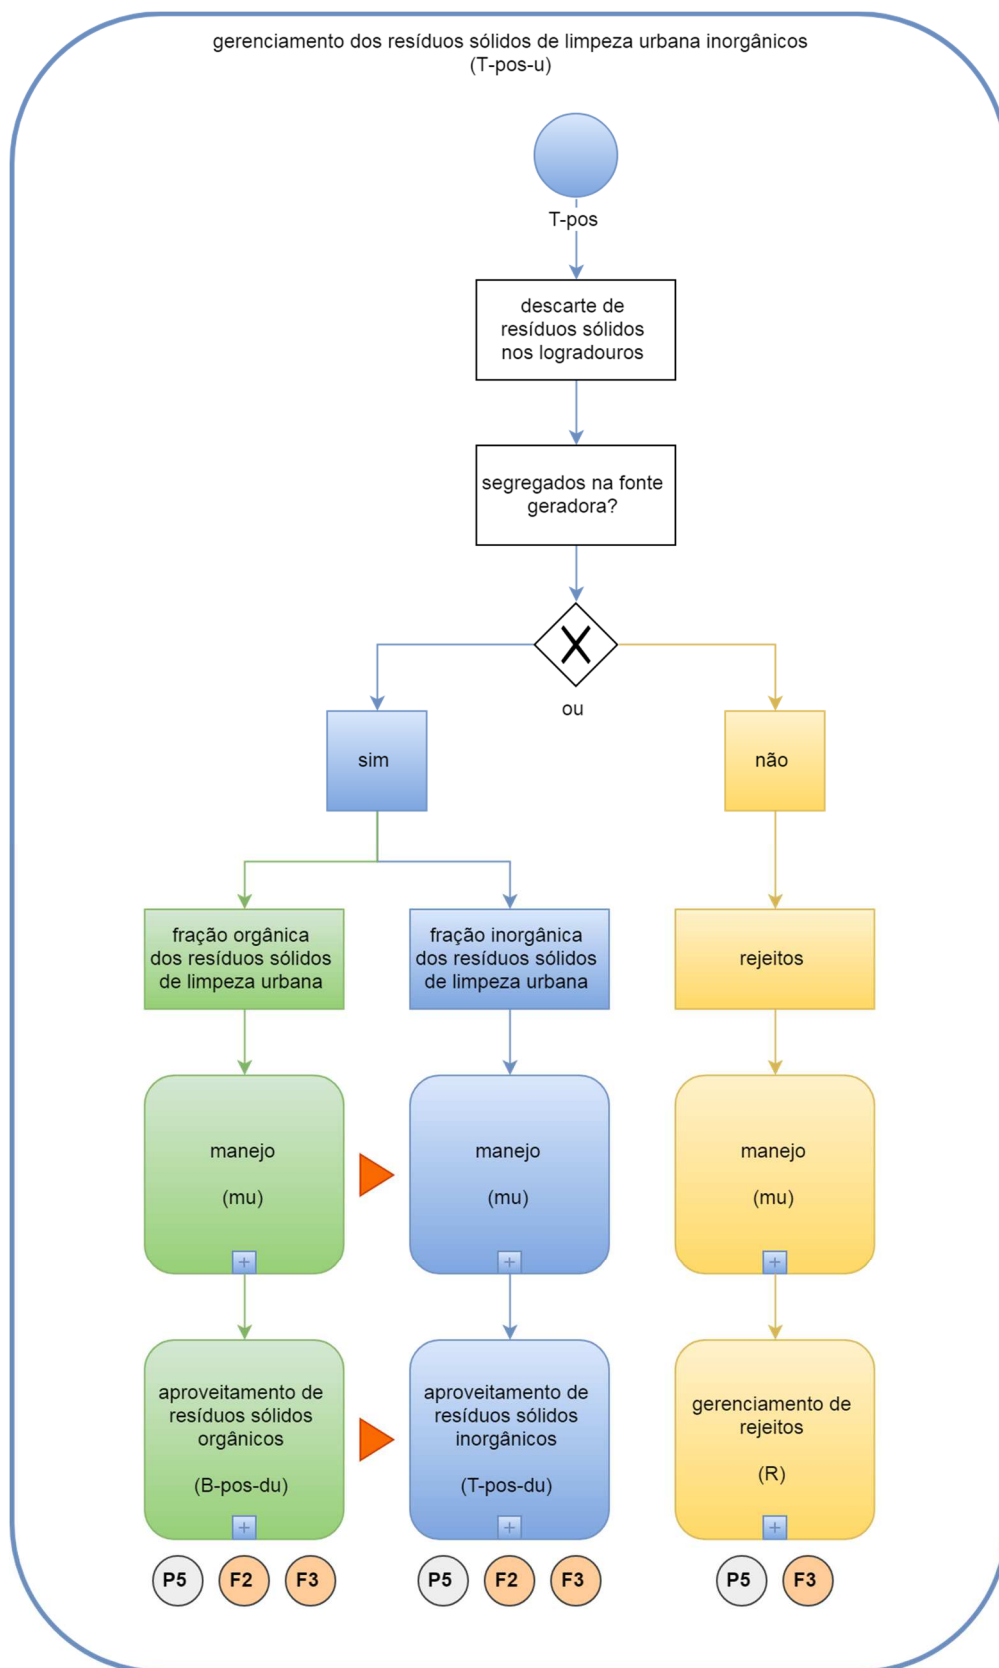 gerenciamento dos resíduos sólidos de limpeza urbana inorgânicos
(T-pos-u)
T-pos
descarte de
resíduos sólidos
nos logradouros
segregados na fonte
geradora?
X
ou
sim
não
fração orgânica
dos resíduos sólidos
de limpeza urbana
fração inorgânica
dos resíduos sólidos
de limpeza urbana
rejeitos
manejo
(mu)
manejo
(mu)
manejo
(mu)
aproveitamento de
resíduos sólidos
orgânicos
(B-pos-du)
aproveitamento de
resíduos sólidos
inorgânicos
(T-pos-du)
gerenciamento de
rejeitos
(R)
P5 F2 F3
P5 F2 F3
P5 F3